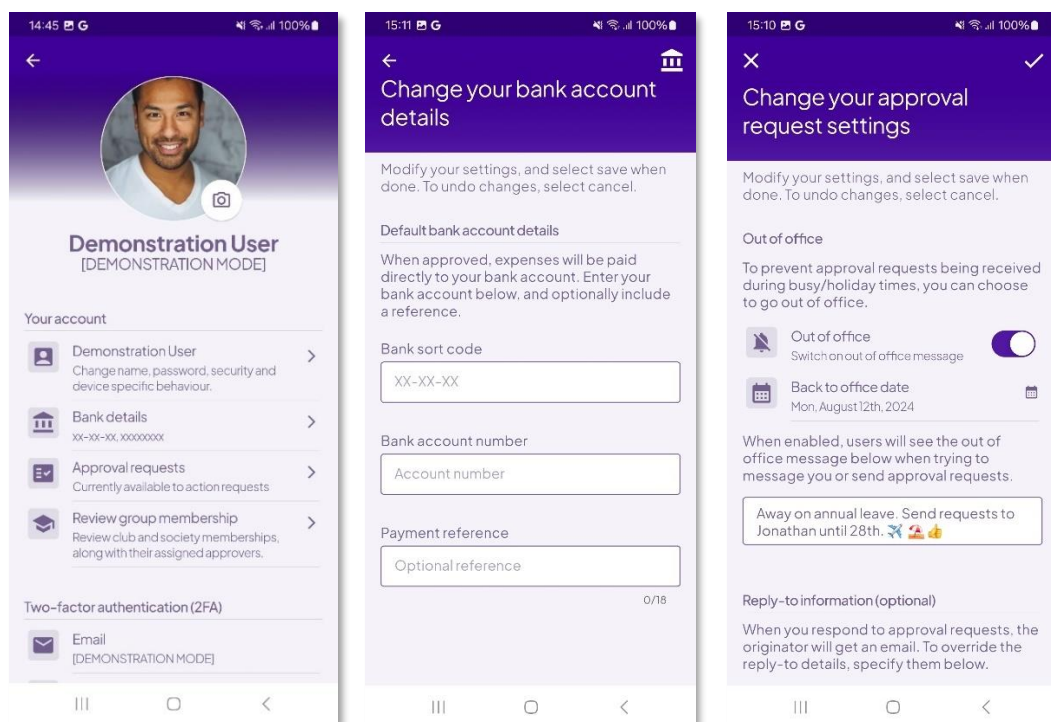 14:45 G 100%
Demonstration User
[DEMONSTRATION MODE]
Your account
Demonstration User
Change name, password, security and
device specific behaviour.
Bank details
xx-xx-xx, xxxxxxxx
Approval requests
Currently available to action requests
Review group membership
Review club and society memberships,
along with their assigned approvers.
Two-factor authentication (2FA)
Email
[DEMONSTRATION MODE]
15:11 G 100%
Change your bank account
details
Modify your settings, and select save when
done. To undo changes, select cancel.
Default bank account details
When approved, expenses will be paid
directly to your bank account. Enter your
bank account below, and optionally include
a reference.
Bank sort code
XX-XX-XX
Bank account number
Account number
Payment reference
Optional reference
0/18
15:10 G 100%
Change your approval
request settings
Modify your settings, and select save when
done. To undo changes, select cancel.
Out of office
To prevent approval requests being received
during busy/holiday times, you can choose
to go out of office.
Out of office
Switch on out of office message
Back to office date
Mon, August 12th, 2024
When enabled, users will see the out of
office message below when trying to
message you or send approval requests.
Away on annual leave. Send requests to
Jonathan until 28th. ✈️ 🏖️ 👍
Reply-to information (optional)
When you respond to approval requests, the
originator will get an email. To override the
reply-to details, specify them below.